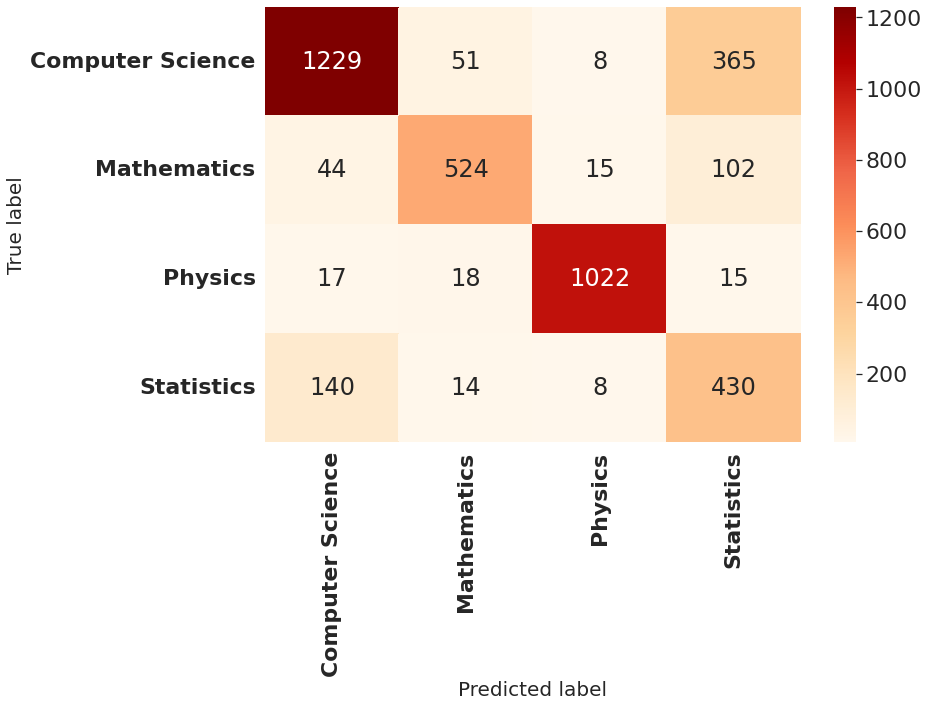 Computer Science 1229 51 8 365
Mathematics 44 524 15 102
Physics 17 18 1022 15
Statistics 140 14 8 430
True label
Computer Science
Mathematics
Physics
Statistics
Predicted label
1200
1000
800
600
400
200